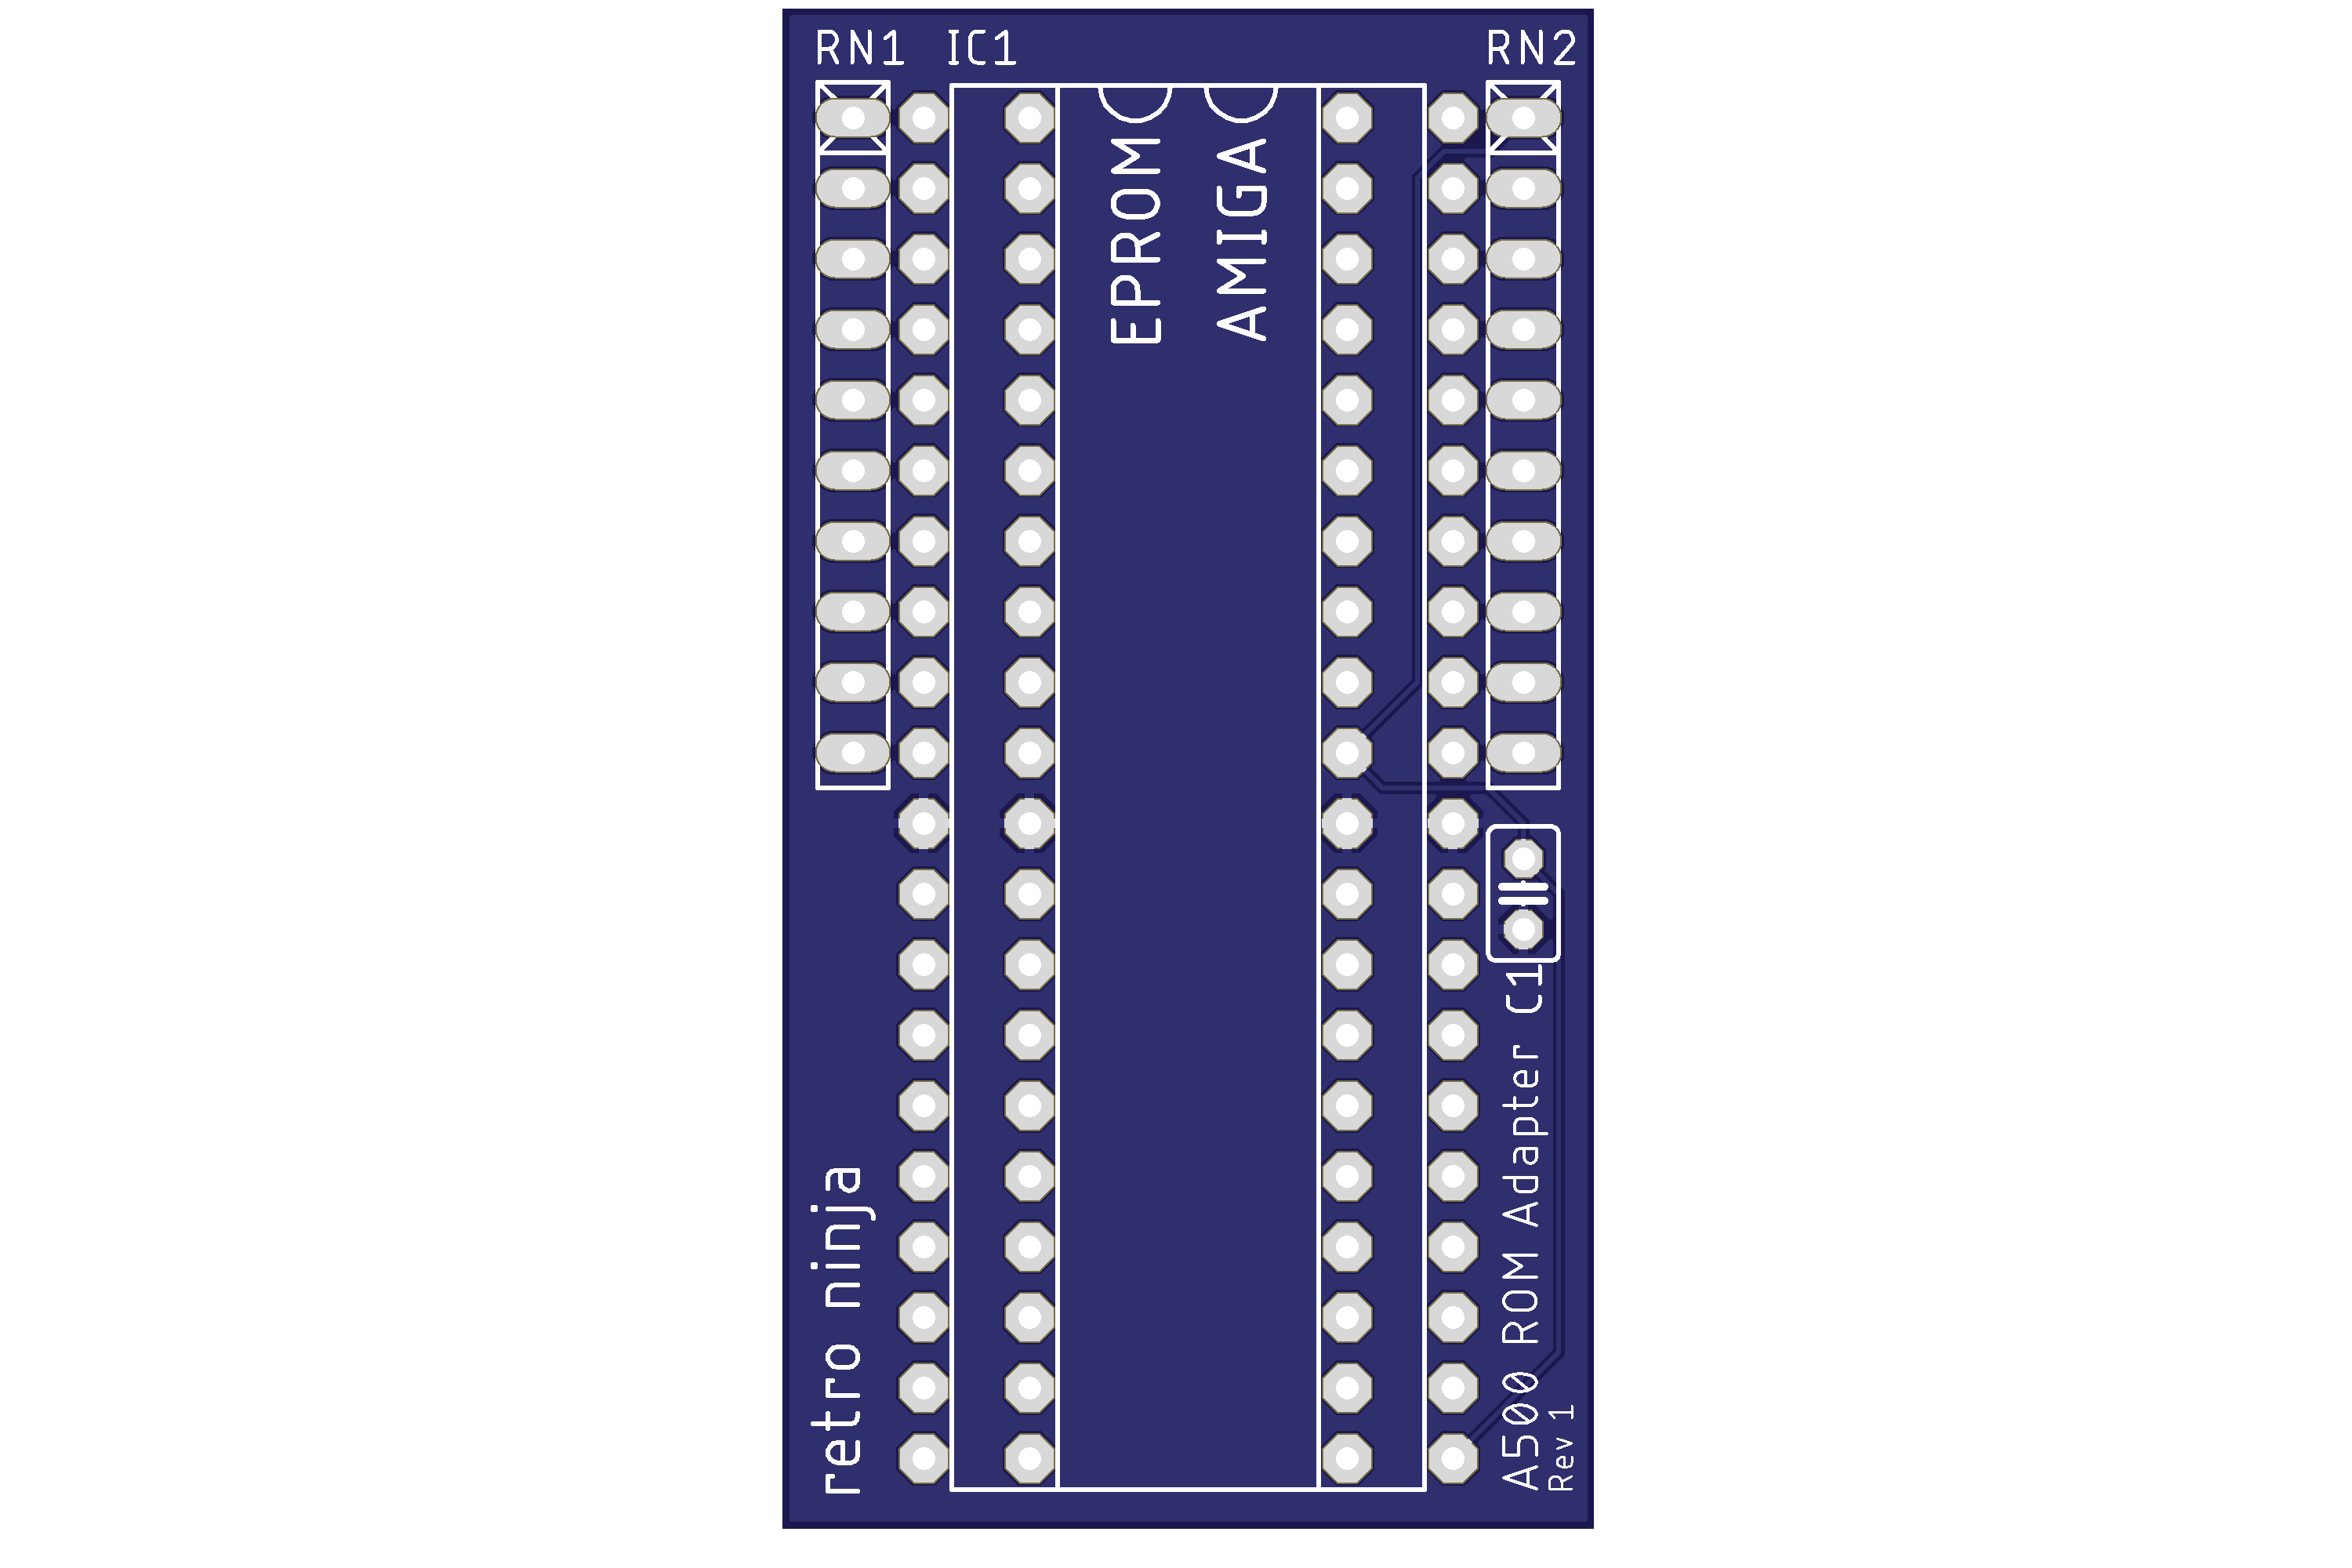 RN1
IC1
RN2
EPROM
AMIGA
C1
retro ninja
A500 ROM Adapter
Rev 1